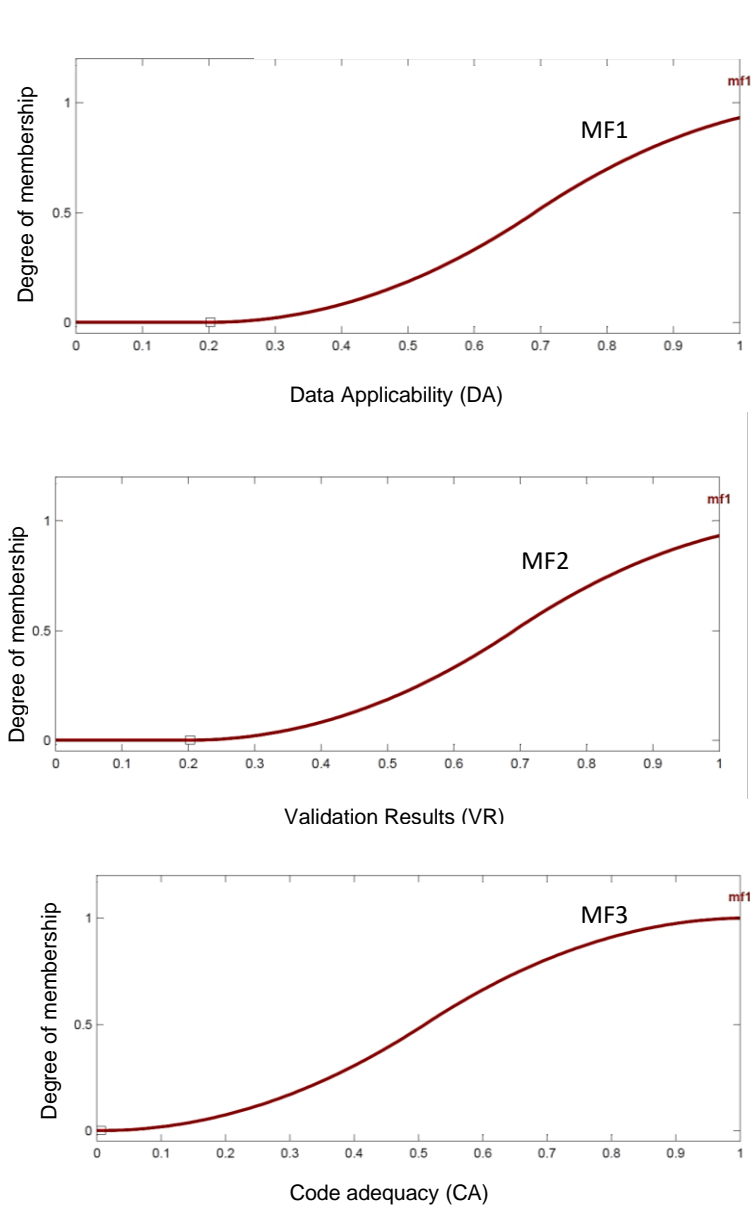 mf1
1
MF1
Degree of membership
0.5
0
0 0.1 0.2 0.3 0.4 0.5 0.6 0.7 0.8 0.9 1
Data Applicability (DA)
mf1
1
MF2
Degree of membership
0.5
0
0 0.1 0.2 0.3 0.4 0.5 0.6 0.7 0.8 0.9 1
Validation Results (VR)
mf1
1
MF3
Degree of membership
0.5
0
0 0.1 0.2 0.3 0.4 0.5 0.6 0.7 0.8 0.9 1
Code adequacy (CA)